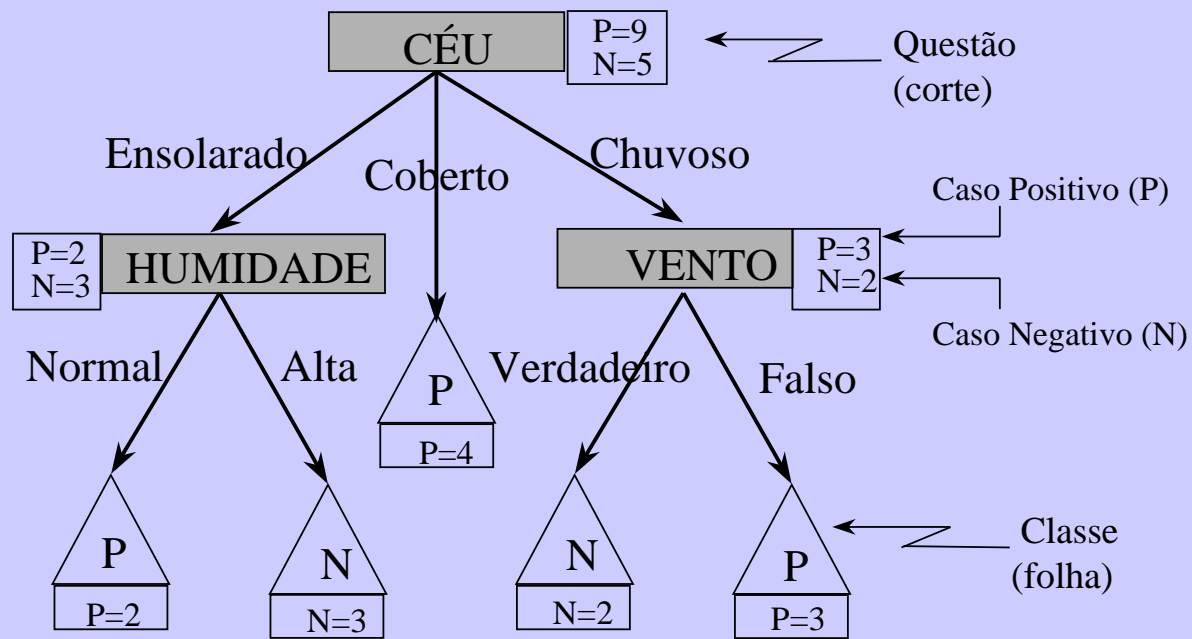 CÉU
P=9
N=5
Questão
(corte)
Ensolarado
Coberto
Chuvoso
Caso Positivo (P)
P=2
N=3
HUMIDADE
VENTO
P=3
N=2
Caso Negativo (N)
Normal
Alta
P
P=4
Verdadeiro
Falso
P
P=2
N
N=3
N
N=2
P
P=3
Classe
(folha)